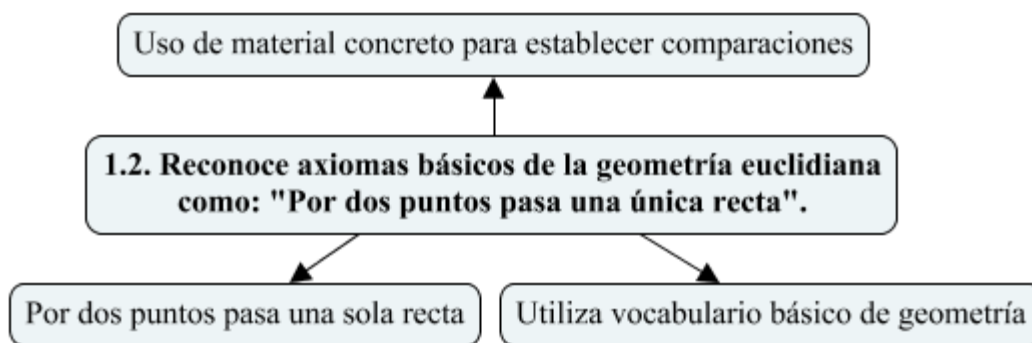 Uso de material concreto para establecer comparaciones
1.2. Reconoce axiomas básicos de la geometría euclidiana
como: "Por dos puntos pasa una única recta".
Por dos puntos pasa una sola recta
Utiliza vocabulario básico de geometría